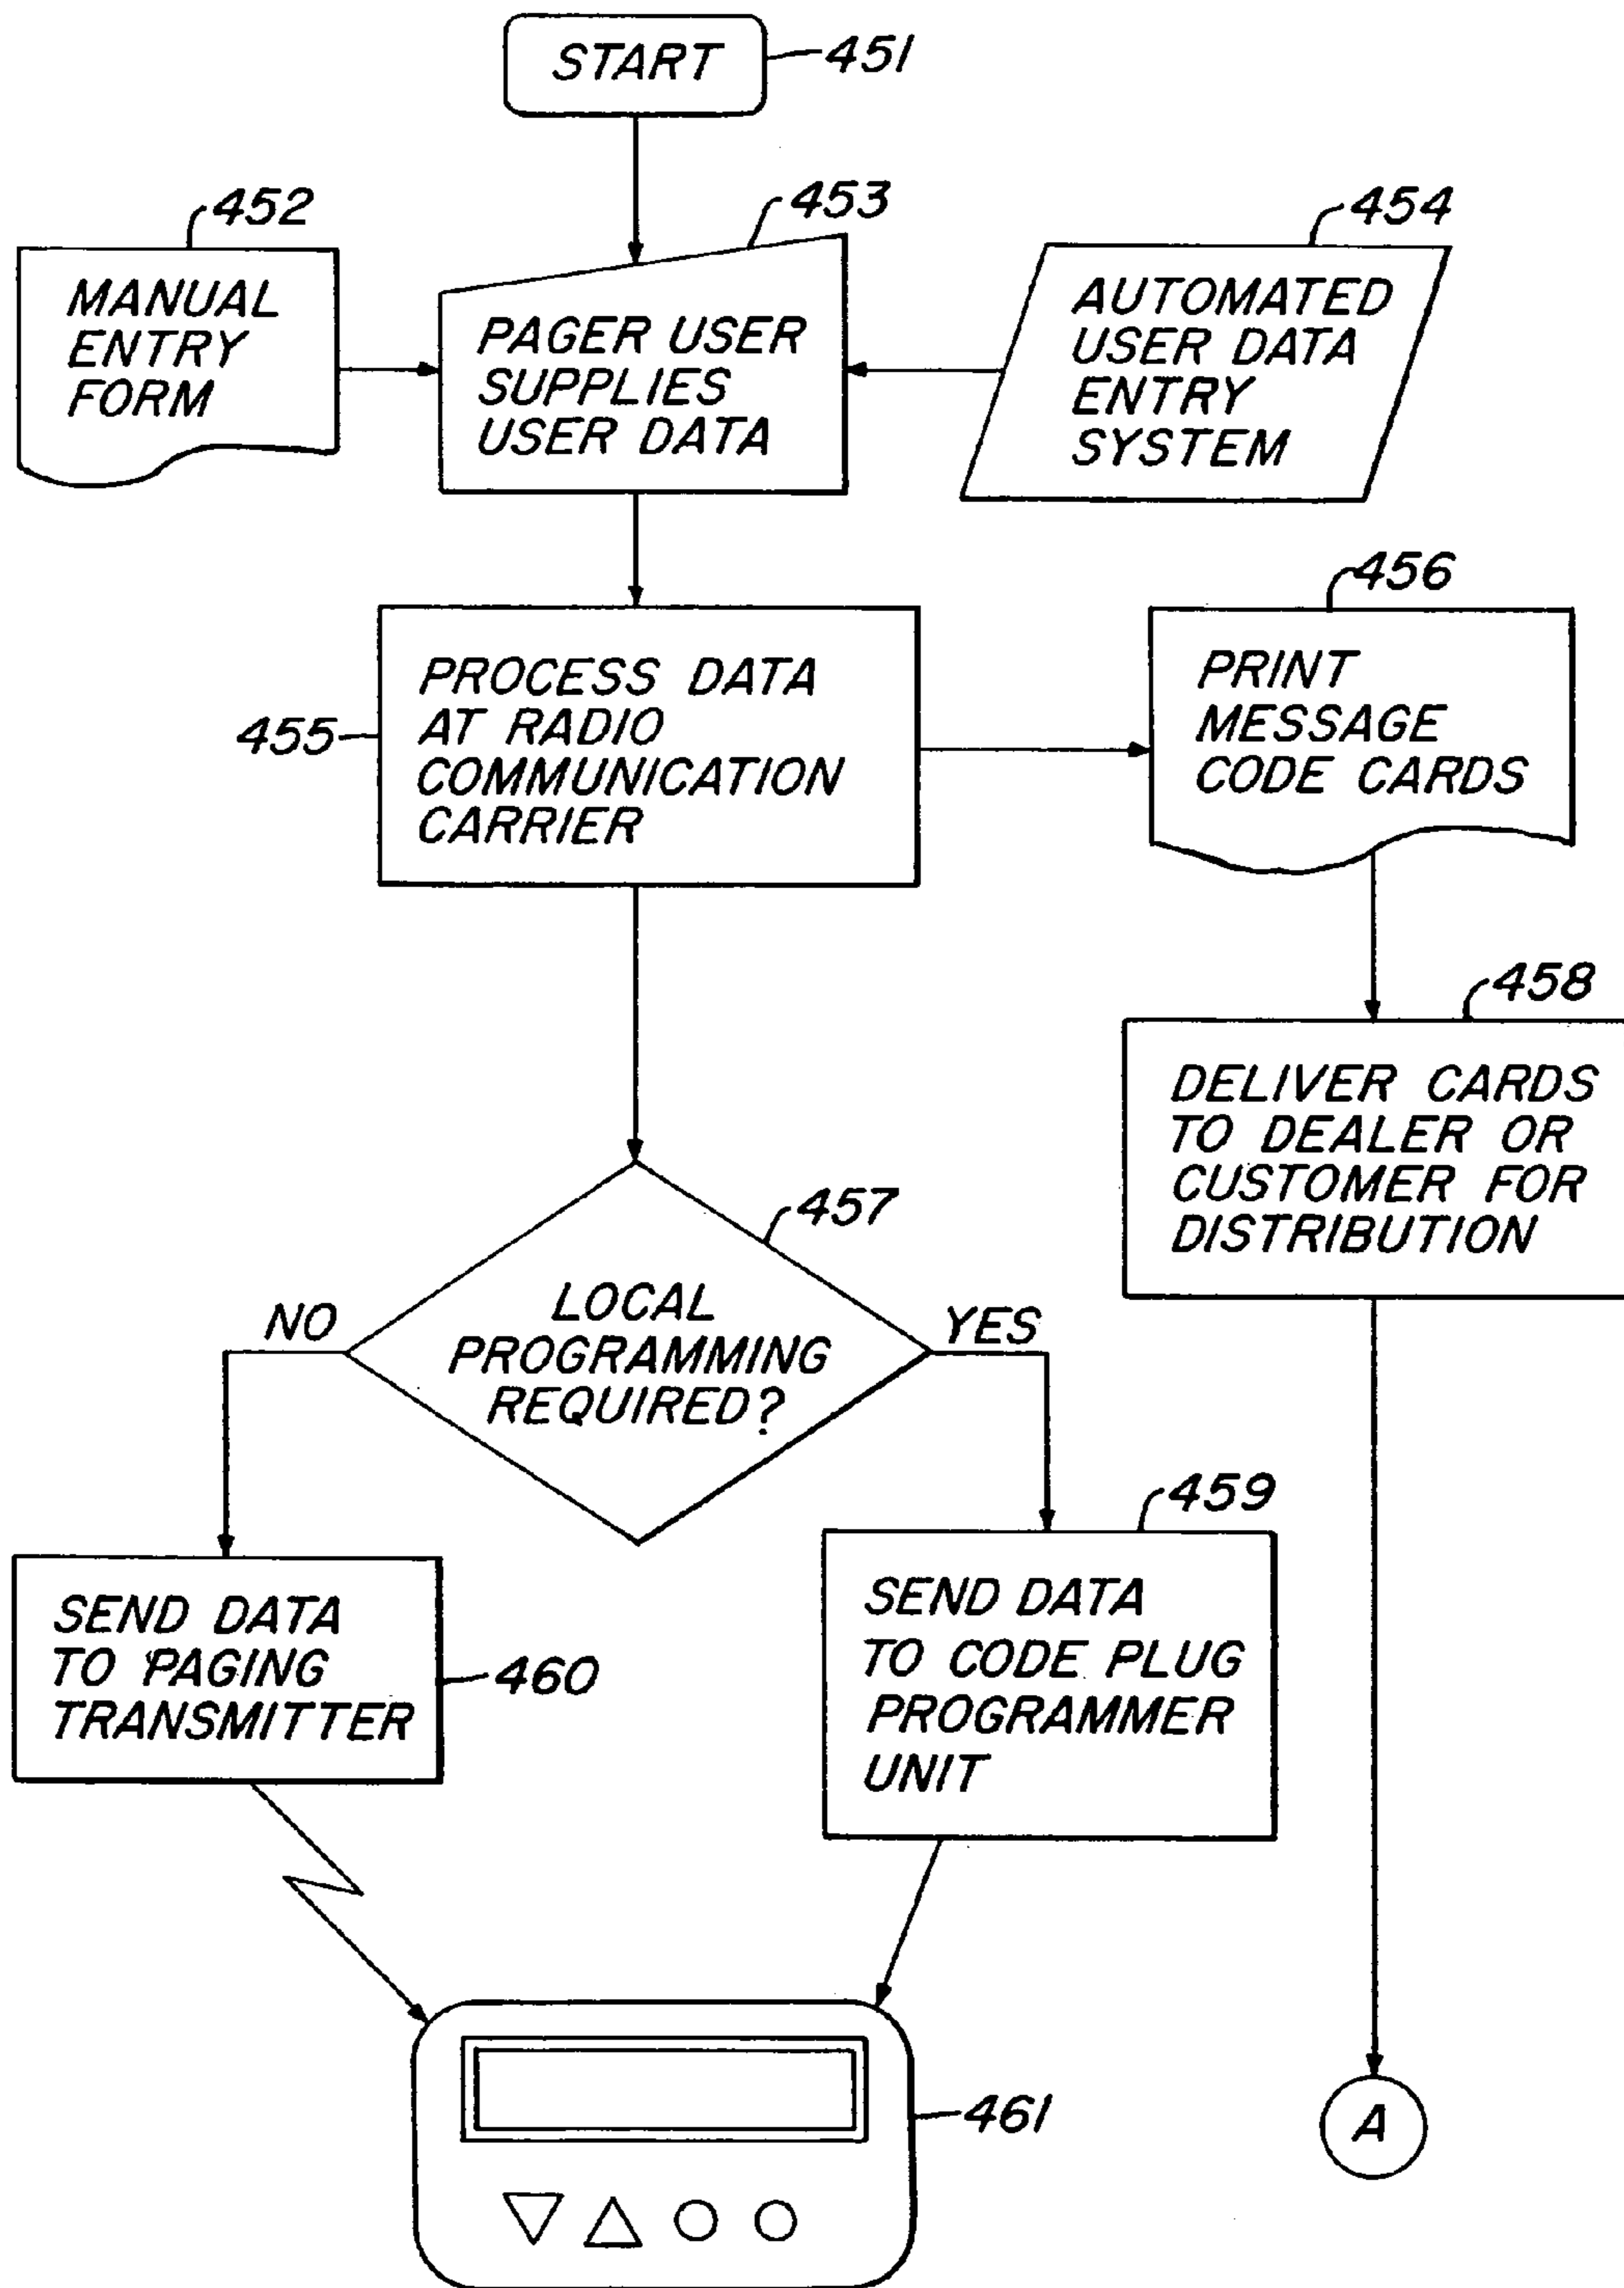 START
451
452
453
454
MANUAL
ENTRY
FORM
PAGER USER
SUPPLIES
USER DATA
AUTOMATED
USER DATA
ENTRY
SYSTEM
455
PROCESS DATA
AT RADIO
COMMUNICATION
CARRIER
456
PRINT
MESSAGE
CODE CARDS
458
DELIVER CARDS
TO DEALER OR
CUSTOMER FOR
DISTRIBUTION
457
NO
LOCAL
PROGRAMMING
REQUIRED?
YES
459
SEND DATA
TO PAGING
TRANSMITTER
460
SEND DATA
TO CODE PLUG
PROGRAMMER
UNIT
461
A